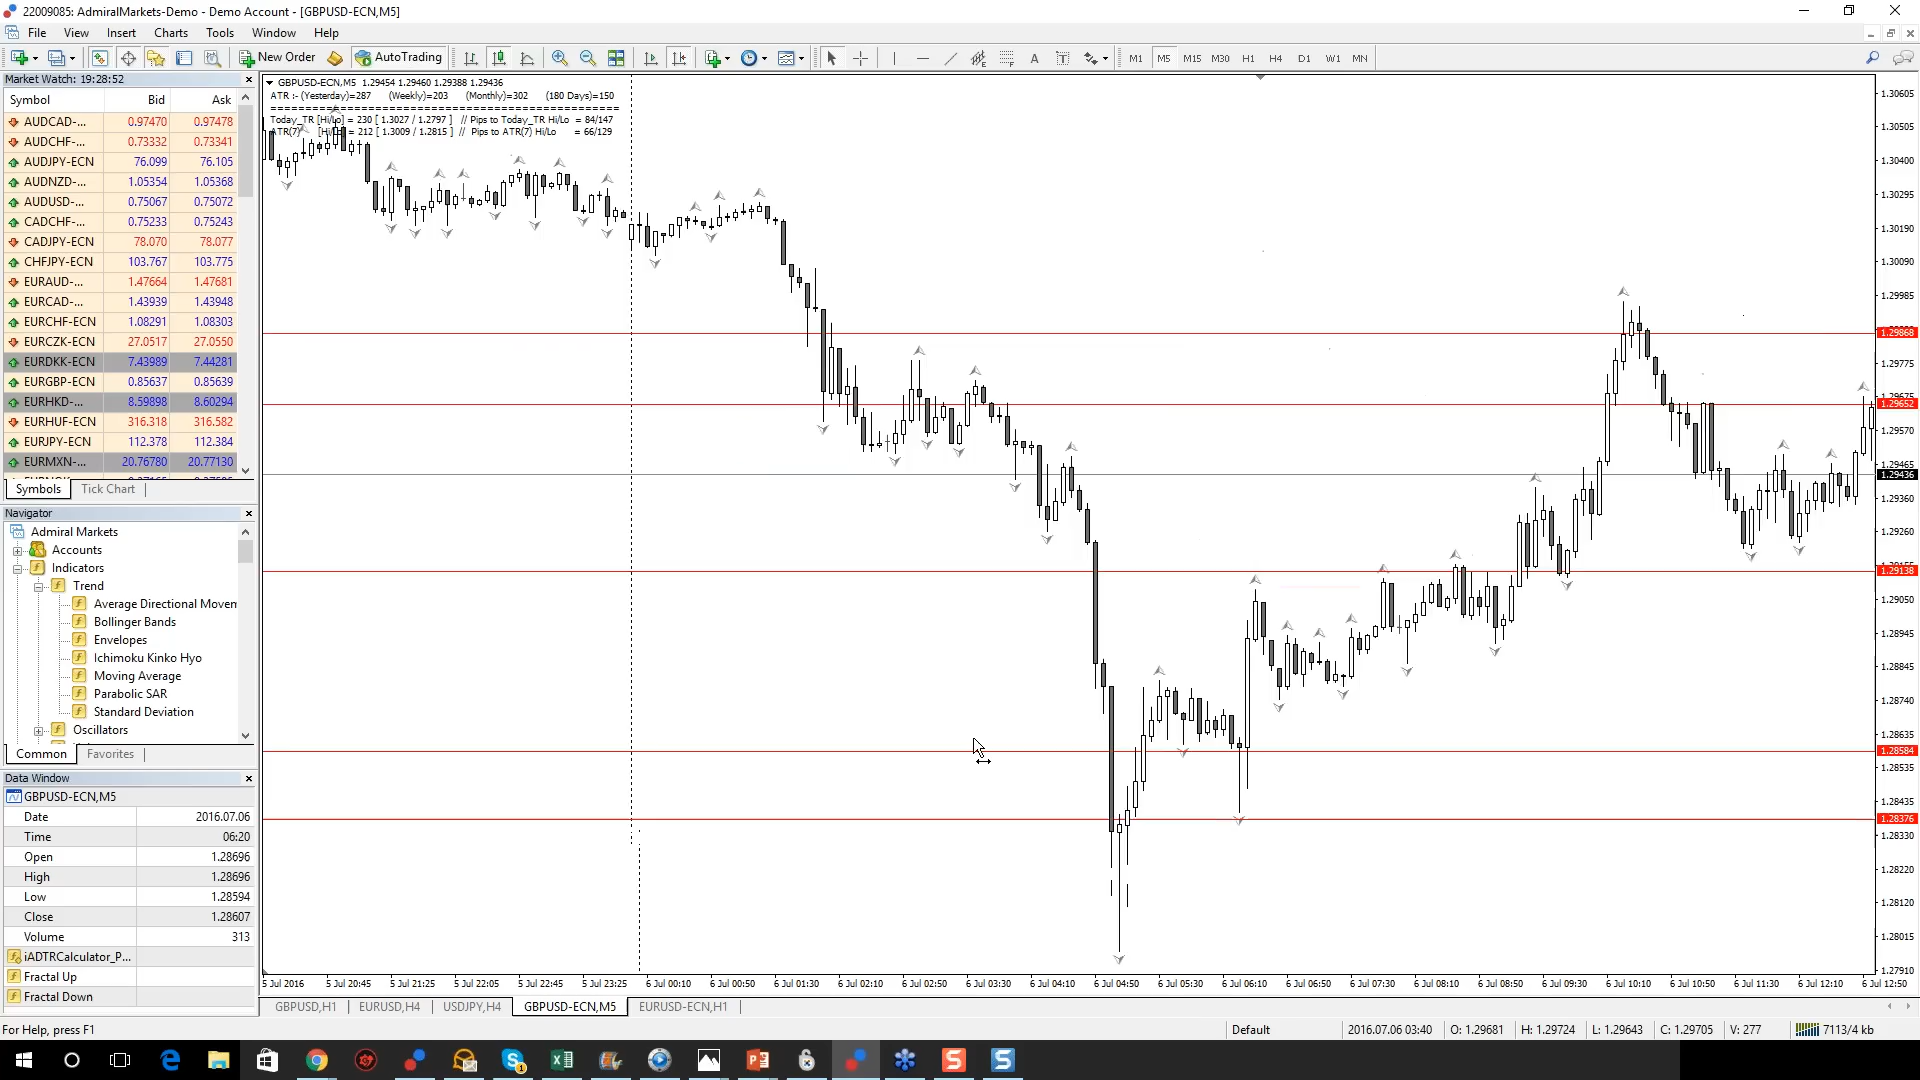 22009085: AdmiralMarkets-Demo - Demo Account - [GBPUSD-ECN,M5]
File View Insert Charts Tools Window Help
New Order AutoTrading M1 M5 M15 M30 H1 H4 D1 W1 MN
Market Watch: 19:28:52
Symbol Bid Ask
AUDCAD-... 0.97470 0.97478
AUDCHF-... 0.73332 0.73341
AUDJPY-ECN 76.099 76.105
AUDNZD-... 1.05354 1.05368
AUDUSD-... 0.75067 0.75072
CADCHF-... 0.75233 0.75243
CADJPY-ECN 78.070 78.077
CHFJPY-ECN 103.767 103.775
EURAUD-... 1.47664 1.47681
EURCAD-... 1.43939 1.43948
EURCHF-ECN 1.08291 1.08303
EURCZK-ECN 27.0517 27.0550
EURDKK-ECN 7.43989 7.44281
EURGBP-ECN 0.85637 0.85639
EURHKD-... 8.59898 8.60294
EURHUF-ECN 316.318 316.582
EURJPY-ECN 112.378 112.384
EURMXN-... 20.76780 20.77130
Symbols Tick Chart
Navigator
Admiral Markets
Accounts
Indicators
Trend
Average Directional Movem
Bollinger Bands
Envelopes
Ichimoku Kinko Hyo
Moving Average
Parabolic SAR
Standard Deviation
Oscillators
Common Favorites
Data Window
GBPUSD-ECN,M5
Date 2016.07.06
Time 06:20
Open 1.28696
High 1.28696
Low 1.28594
Close 1.28607
Volume 313
iADTRCalculator_P...
Fractal Up
Fractal Down
GBPUSD-ECN,M5 1.29454 1.29460 1.29388 1.29436
ATR :- (Yesterday)=287 (Weekly)=203 (Monthly)=302 (180 Days)=150
Today_TR [Hi/Lo] = 230 [ 1.3027 / 1.2797 ] // Pips to Today_TR Hi/Lo = 84/147
ATR(7) [Hi/Lo] = 212 [ 1.3009 / 1.2815 ] // Pips to ATR(7) Hi/Lo = 66/129
1.30605
1.30505
1.30400
1.30295
1.30190
1.30090
1.29985
1.29868
1.29775
1.29652
1.29570
1.29465
1.29436
1.29360
1.29260
1.29138
1.29050
1.28945
1.28845
1.28740
1.28635
1.28584
1.28535
1.28435
1.28376
1.28330
1.28220
1.28120
1.28015
1.27910
5 Jul 2016 5 Jul 20:45 5 Jul 21:25 5 Jul 22:05 5 Jul 22:45 5 Jul 23:25 6 Jul 00:10 6 Jul 00:50 6 Jul 01:30 6 Jul 02:10 6 Jul 02:50 6 Jul 03:30 6 Jul 04:10 6 Jul 04:50 6 Jul 05:30 6 Jul 06:10 6 Jul 06:50 6 Jul 07:30 6 Jul 08:10 6 Jul 08:50 6 Jul 09:30 6 Jul 10:10 6 Jul 10:50 6 Jul 11:30 6 Jul 12:10 6 Jul 12:50
GBPUSD,H1 EURUSD,H4 USDJPY,H4 GBPUSD-ECN,M5 EURUSD-ECN,H1
For Help, press F1 Default 2016.07.06 03:40 O: 1.29681 H: 1.29724 L: 1.29643 C: 1.29705 V: 277 7113/4 kb